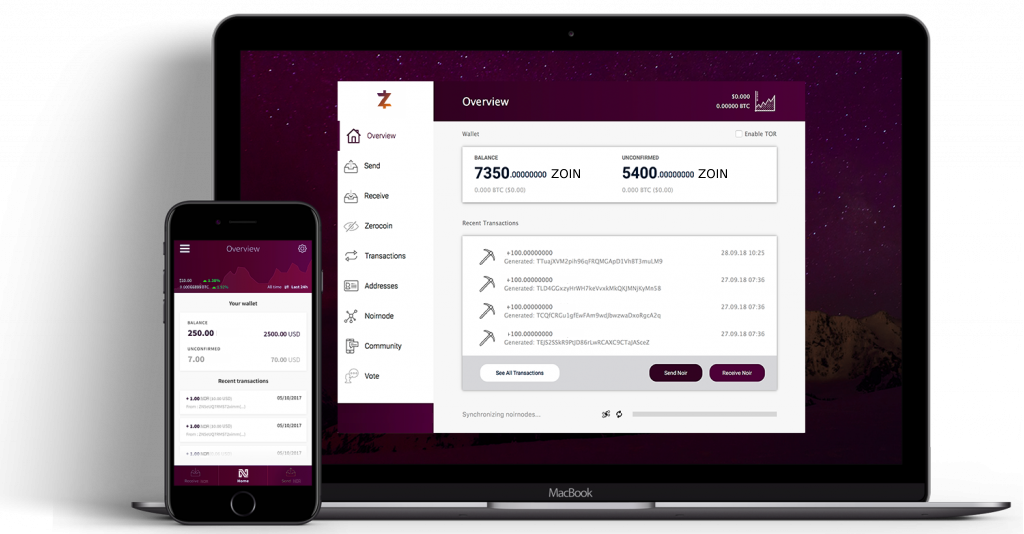 Overview
$0.000
0.00000 BTC
Overview
Send
Receive
Zerocoin
Transactions
Addresses
Noirnode
Community
Vote
Wallet
Enable TOR
BALANCE
7350.00000000 ZOIN
0.000 BTC ($0.00)
UNCONFIRMED
5400.00000000 ZOIN
0.000 BTC ($0.00)
Recent Transactions
+100.00000000
28.09.18 10:25
Generated: TTuaJXVM2pih96qFRQMGApD1VhBT3muLM9
+100.00000000
27.09.18 07:36
Generated: TLD4GGxzyHrWH7keVvxkMkQKJMNjKyMnSB
+100.00000000
27.09.18 07:36
Generated: TCQfCRGu1gfEwFAm9wdJbwzwaDxoRgcA2q
+100.00000000
27.09.18 07:36
Generated: TEJS2SSkR9PtJD86rLwRCAXC9CTaJASceZ
See All Transactions
Send Noir
Receive Noir
Synchronizing noirnodes...
MacBook
Overview
All time
Last 24h
Your wallet
BALANCE
250.00
2500.00 USD
UNCONFIRMED
7.00
70.00 USD
Recent transactions
+ 1.00
05/10/2017
+ 1.00
05/10/2017
+ 1.00
05/10/2017
Home